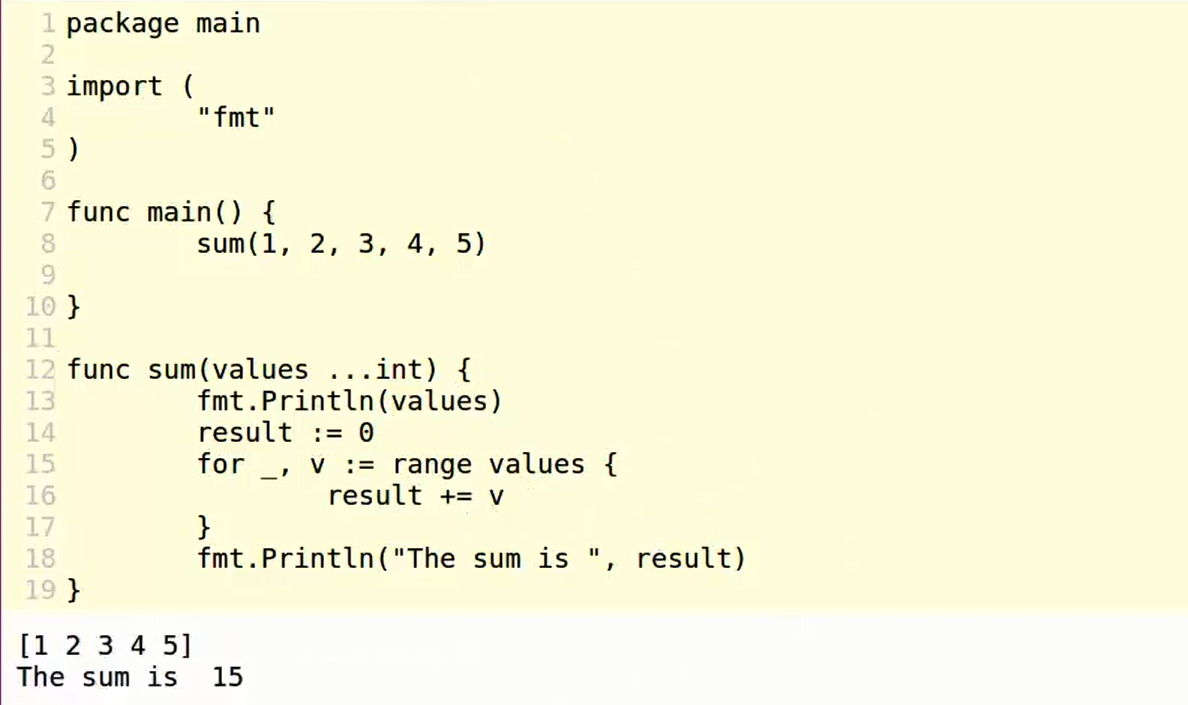 1 package main
2
3 import (
4         "fmt"
5 )
6
7 func main() {
8         sum(1, 2, 3, 4, 5)
9
10 }
11
12 func sum(values ...int) {
13         fmt.Println(values)
14         result := 0
15         for _, v := range values {
16                 result += v
17         }
18         fmt.Println("The sum is ", result)
19 }
[1 2 3 4 5]
The sum is  15